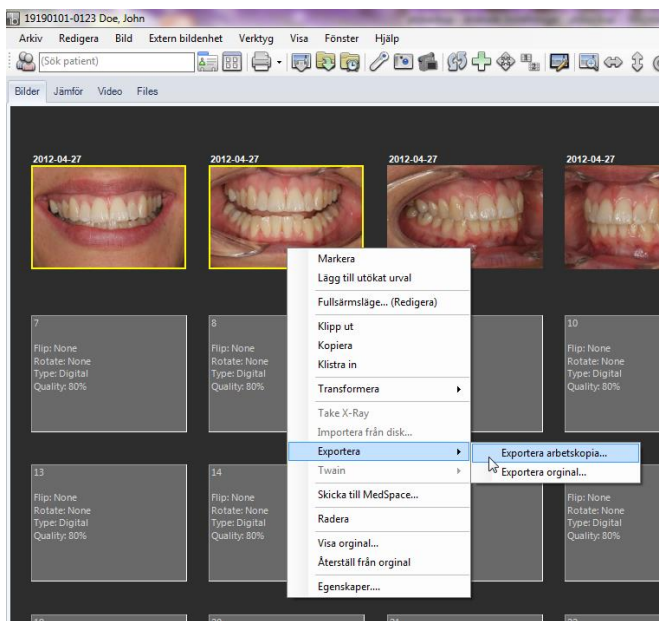 19190101-0123 Doe, John
Arkiv Redigera Bild Extern bildenhet Verktyg Visa Fönster Hjälp
(Sök patient)
Bilder Jämför Video Files
2012-04-27 2012-04-27 2012-04-27 2012-04-27
Markera
Lägg till utökat urval
Fullsärmsläge... (Redigera)
Klipp ut
Kopiera
Klistra in
Transformera
Take X-Ray
Importera från disk...
Exportera
Twain
Skicka till MedSpace...
Radera
Visa orginal...
Återställ från orginal
Egenskaper....
Exportera arbetskopia...
Exportera orginal...
7
Flip: None
Rotate: None
Type: Digital
Quality: 80%
8
Flip: None
Rotate: None
Type: Digital
Quality: 80%
10
Flip: None
Rotate: None
Type: Digital
Quality: 80%
13
Flip: None
Rotate: None
Type: Digital
Quality: 80%
14
Flip: None
Rotate: None
Type: Digital
Quality: 80%
Flip: None
Rotate: None
Type: Digital
Quality: 80%